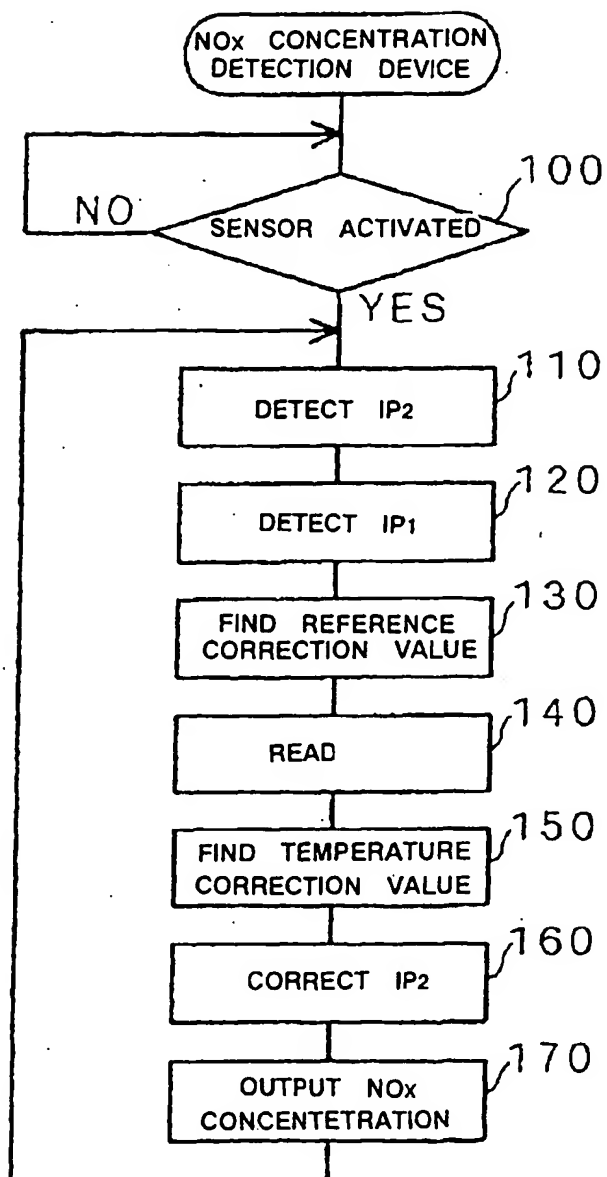 NOx CONCENTRATION
DETECTION DEVICE
100
NO
SENSOR ACTIVATED
YES
110
DETECT IP2
120
DETECT IP1
130
FIND REFERENCE
CORRECTION VALUE
140
READ
150
FIND TEMPERATURE
CORRECTION VALUE
160
CORRECT IP2
170
OUTPUT NOx
CONCENTETRATION